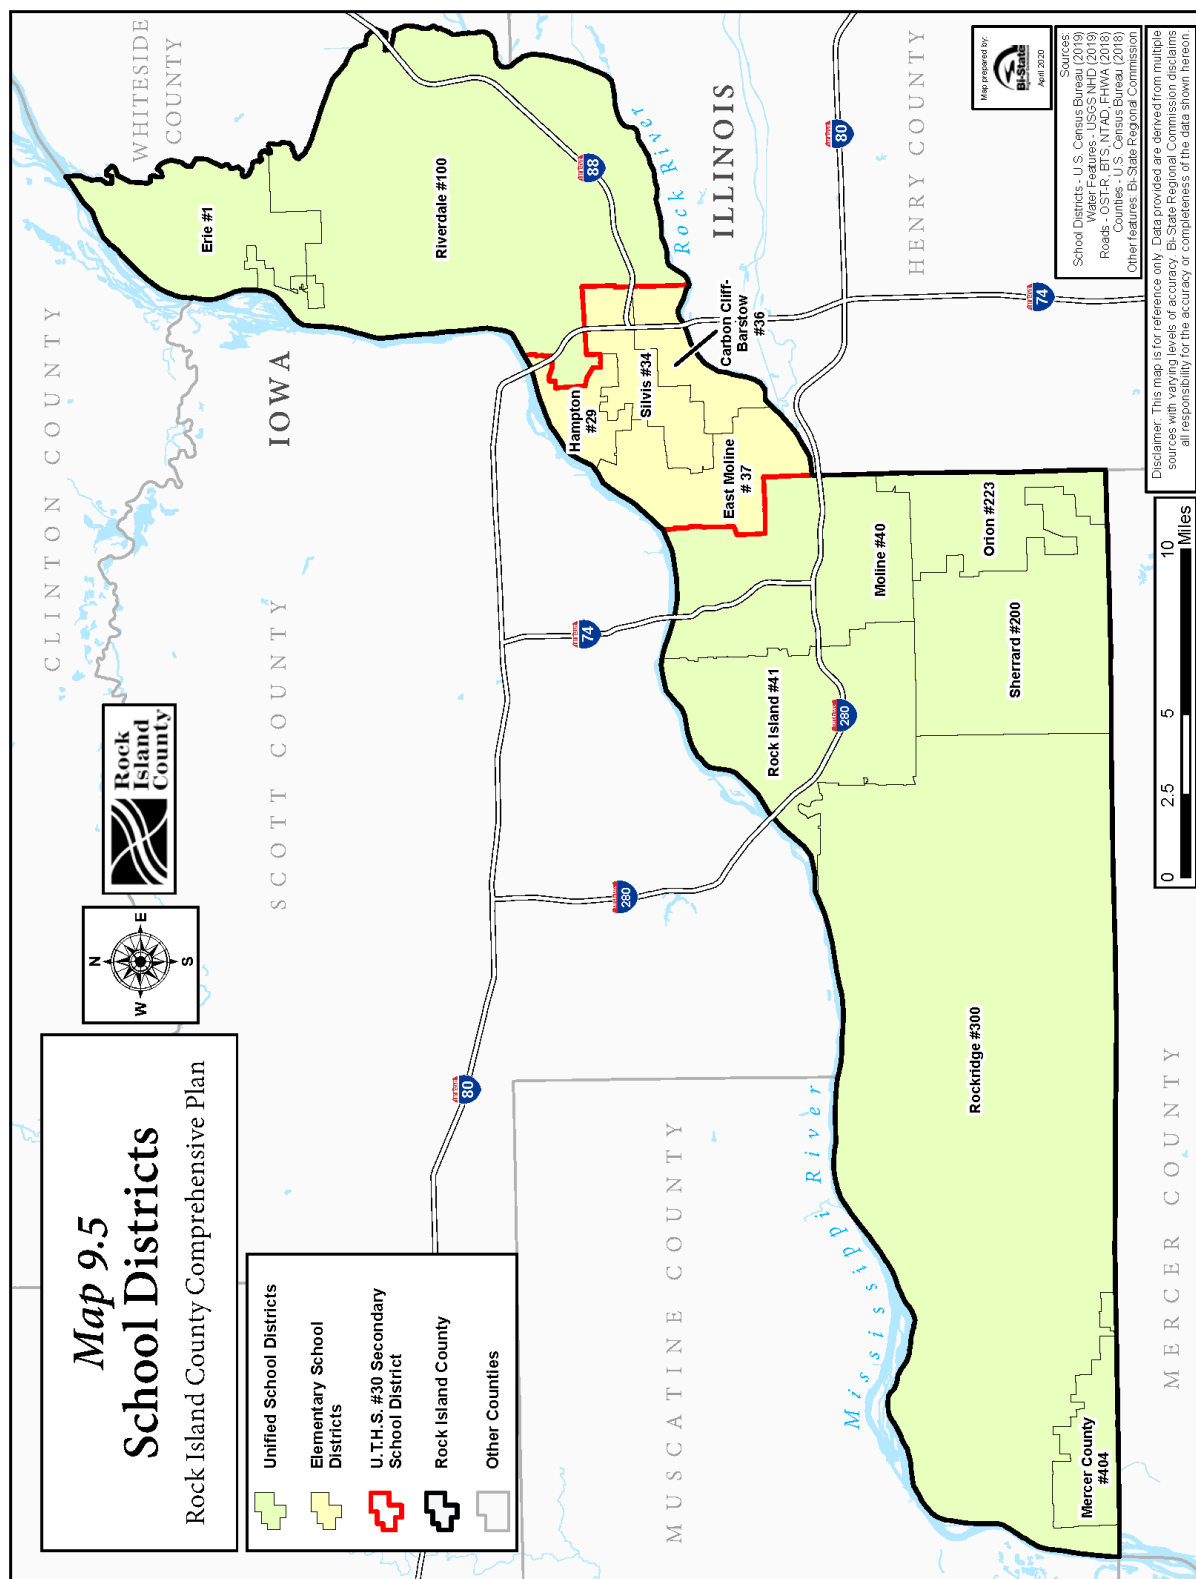 Map 9.5
School Districts
Rock Island County Comprehensive Plan
N
W
E
S
Rock
Island
County
Unified School Districts
Elementary School
Districts
U.T.H.S. #30 Secondary
School District
Rock Island County
Other Counties
CLINTON COUNTY
WHITESIDE
COUNTY
SCOTT COUNTY
IOWA
MUSCATINE COUNTY
MERCER COUNTY
HENRY COUNTY
ILLINOIS
Mississippi River
Rock River
Erie #1
Riverdale #100
Hampton
#29
Silvis #34
Carbon Cliff-
Barstow
#36
East Moline
# 37
Moline #40
Rock Island #41
Orion #223
Sherrard #200
Rockridge #300
Mercer County
#404
80
280
74
88
80
74
280
0
2.5
5
10
Miles
Map prepared by:
Bi-State
April 2020
Sources:
School Districts - U.S. Census Bureau (2019)
Water Features - USGS NHD (2019)
Roads - OST-R, BTS, NTAD, FHWA (2018)
Counties - U.S. Census Bureau (2018)
Other features: Bi-State Regional Commission
Disclaimer: This map is for reference only. Data provided are derived from multiple
sources with varying levels of accuracy. Bi-State Regional Commission disclaims
all responsibility for the accuracy or completeness of the data shown hereon.